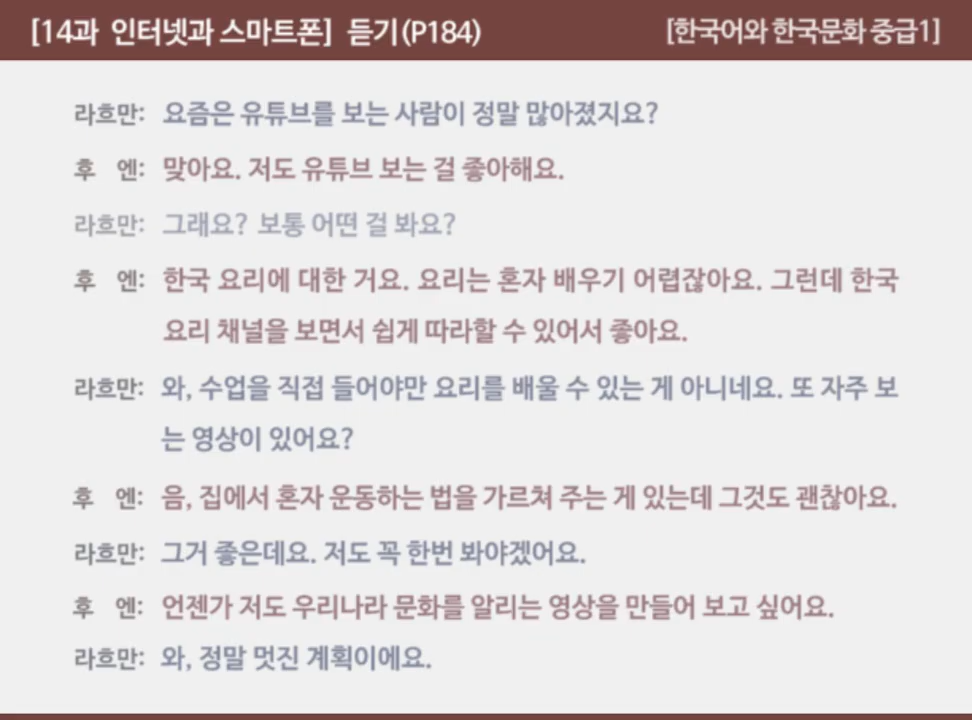 [14과 인터넷과 스마트폰] 듣기(P184) [한국어와 한국문화 중급1]
라흐만: 요즘은 유튜브를 보는 사람이 정말 많아졌지요?
후 엔: 맞아요. 저도 유튜브 보는 걸 좋아해요.
라흐만: 그래요? 보통 어떤 걸 봐요?
후 엔: 한국 요리에 대한 거요. 요리는 혼자 배우기 어렵잖아요. 그런데 한국
요리 채널을 보면서 쉽게 따라할 수 있어서 좋아요.
라흐만: 와, 수업을 직접 들어야만 요리를 배울 수 있는 게 아니네요. 또 자주 보
는 영상이 있어요?
후 엔: 음, 집에서 혼자 운동하는 법을 가르쳐 주는 게 있는데 그것도 괜찮아요.
라흐만: 그거 좋은데요. 저도 꼭 한번 봐야겠어요.
후 엔: 언젠가 저도 우리나라 문화를 알리는 영상을 만들어 보고 싶어요.
라흐만: 와, 정말 멋진 계획이에요.